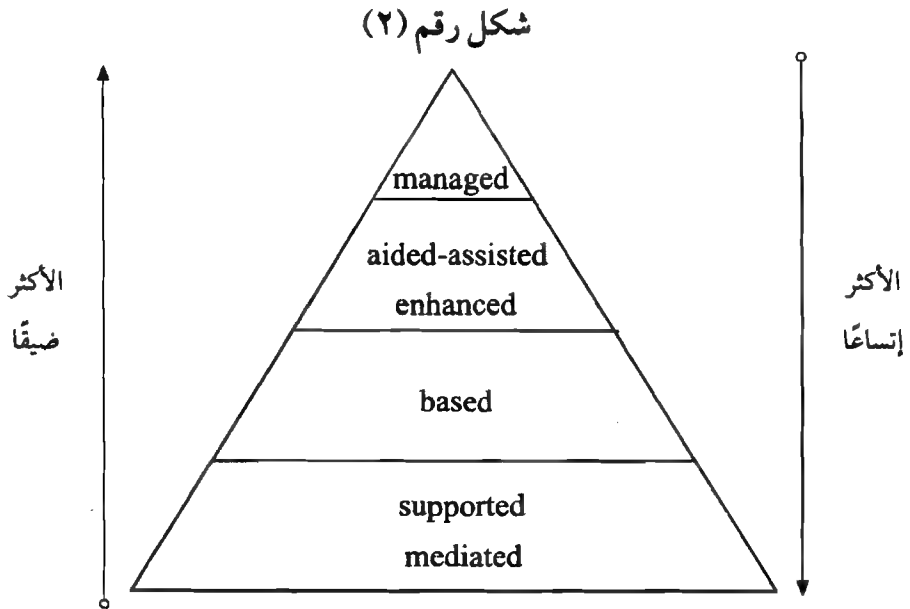 شكل رقم (٢)
managed
aided-assisted
enhanced
based
supported
mediated
الأكثر
إتساعًا
الأكثر
ضيقًا